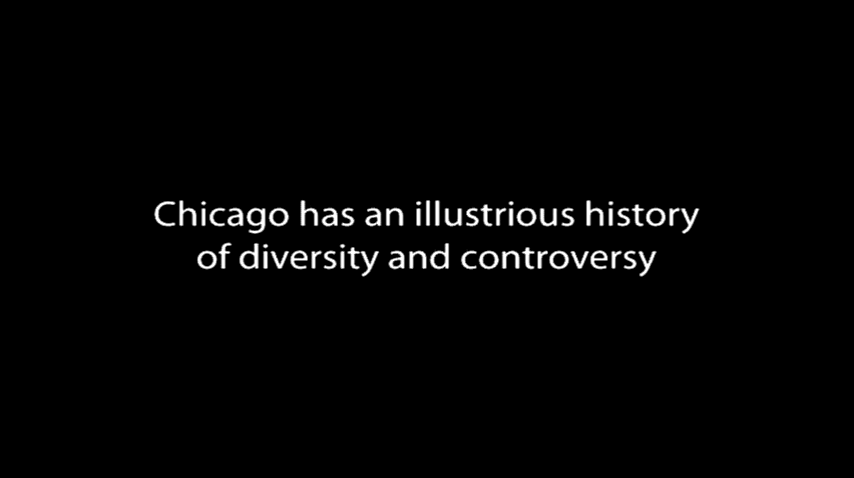 Chicago has an illustrious history
of diversity and controversy